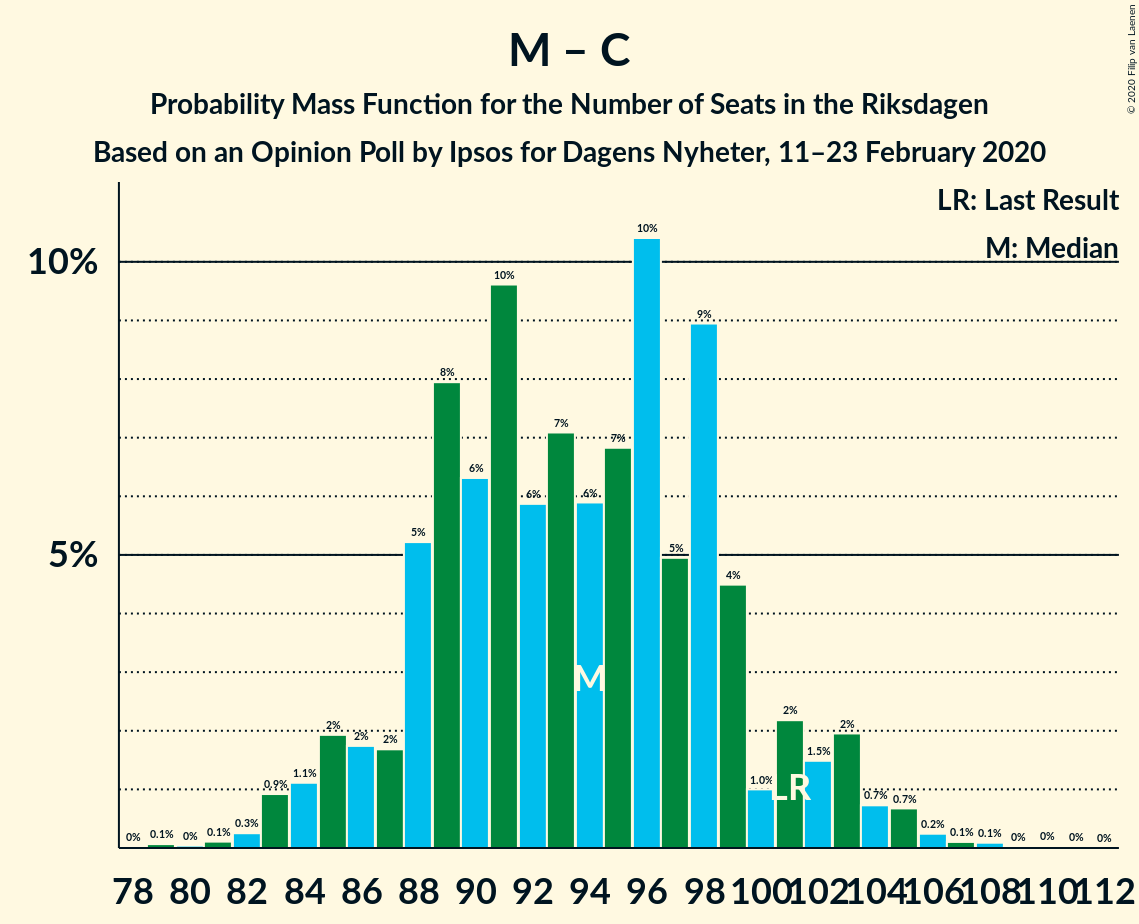 M – C
Probability Mass Function for the Number of Seats in the Riksdagen
Based on an Opinion Poll by Ipsos for Dagens Nyheter, 11–23 February 2020
© 2020 Filip van Laenen
LR: Last Result
M: Median
10%
5%
0% 0.1% 0% 0.1% 0.3% 0.9% 1.1% 2% 2% 2% 5% 8% 6% 10% 6% 7% 6% 7% 10% 5% 9% 4% 1.0% 2% 1.5% 2% 0.7% 0.7% 0.2% 0.1% 0.1% 0% 0% 0% 0%
M
LR
78 80 82 84 86 88 90 92 94 96 98 100 102 104 106 108 110 112